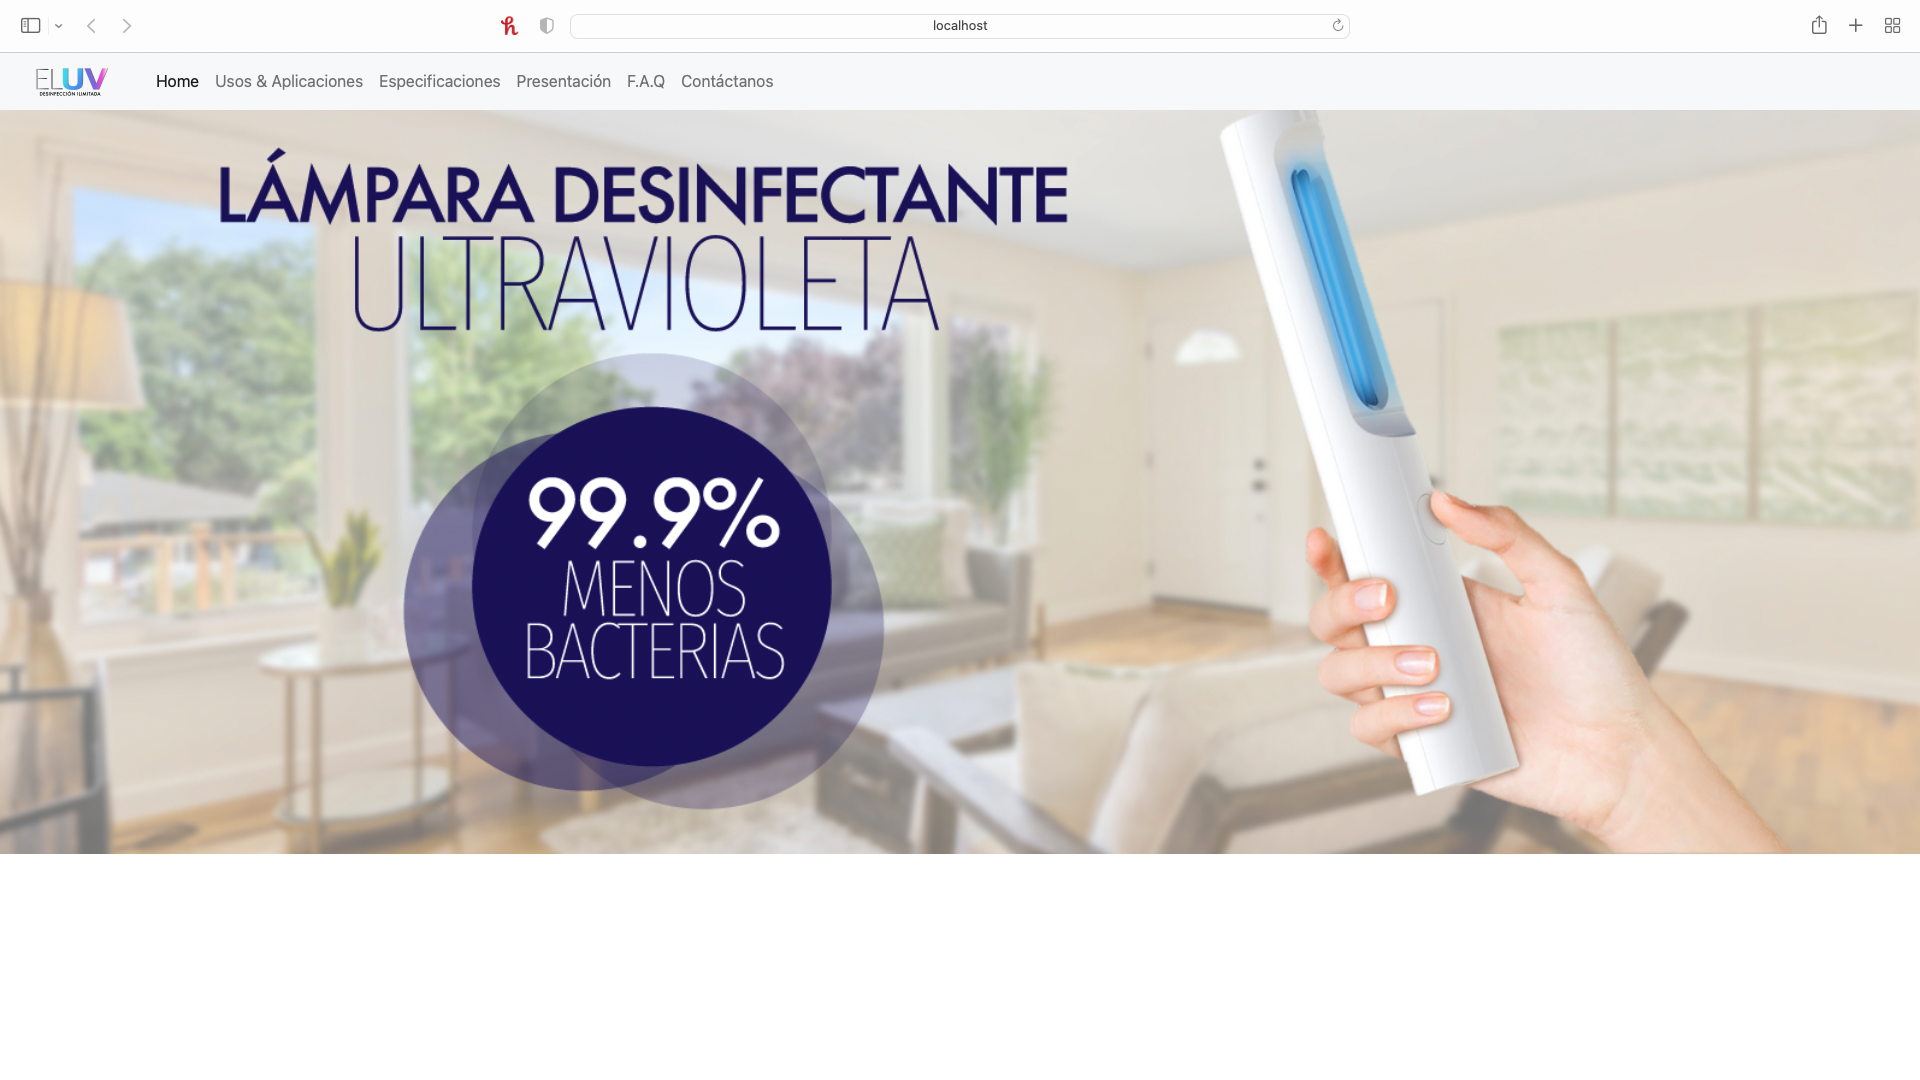 localhost
ELUV
DESINFECCIÓN ILIMITADA
Home Usos & Aplicaciones Especificaciones Presentación F.A.Q Contáctanos
LÁMPARA DESINFECTANTE
ULTRAVIOLETA
99.9%
MENOS
BACTERIAS